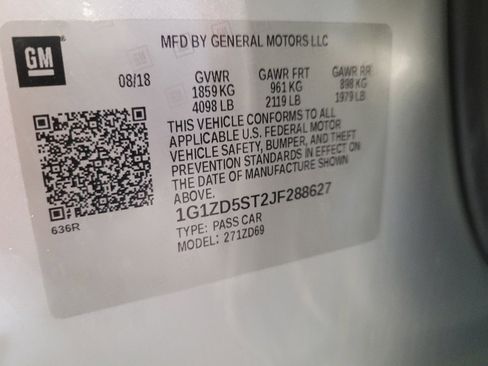 GM
MFD BY GENERAL MOTORS LLC
08/18 GVWR GAWR FRT GAWR RR
1859 KG 961 KG 898 KG
4098 LB 2119 LB 1979 LB
THIS VEHICLE CONFORMS TO ALL
APPLICABLE U.S. FEDERAL MOTOR
VEHICLE SAFETY, BUMPER, AND THEFT
PREVENTION STANDARDS IN EFFECT ON
THE DATE OF MANUFACTURE SHOWN
ABOVE.
1G1ZD5ST2JF288627
TYPE: PASS CAR
MODEL: 271ZD69
636R